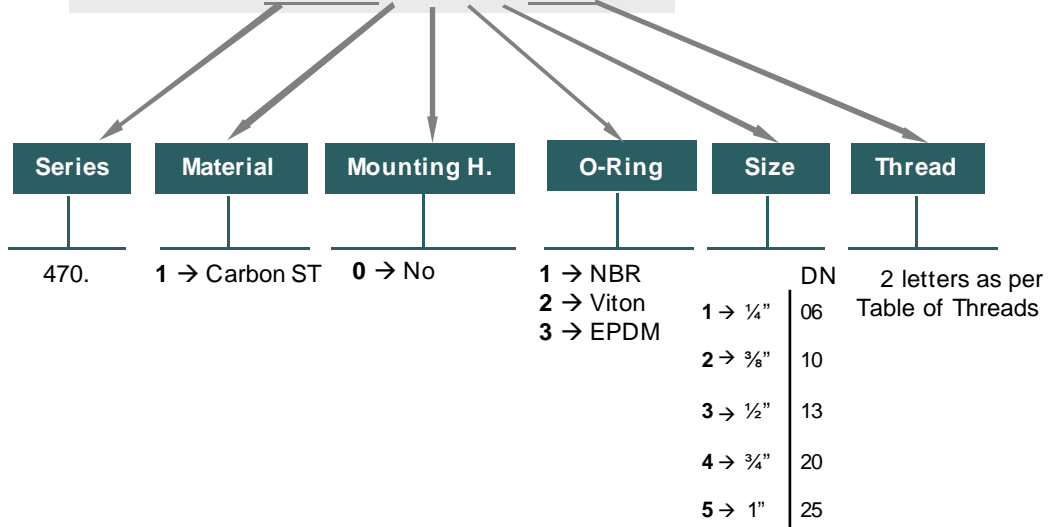 Series
Material
Mounting H.
O-Ring
Size
Thread
470.
1 → Carbon ST
0 → No
1 → NBR
2 → Viton
3 → EPDM
DN
1 → ¼” 06
2 → ⅜” 10
3 → ½” 13
4 → ¾” 20
5 → 1” 25
2 letters as per
Table of Threads